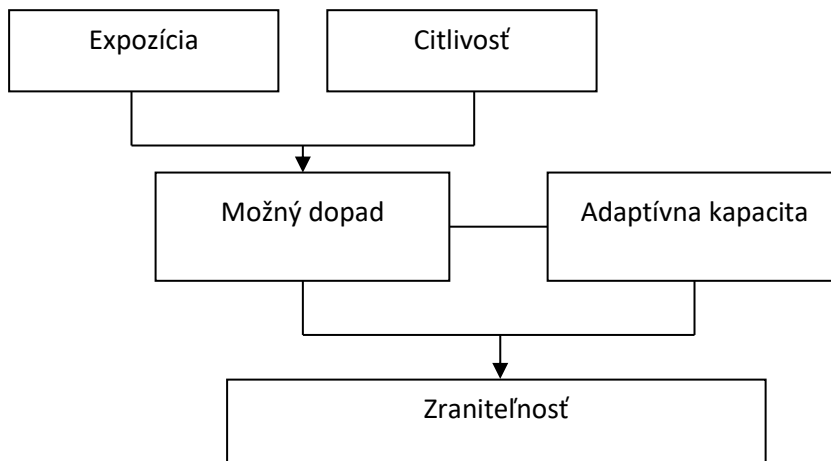 Expozícia
Citlivosť
Možný dopad
Adaptívna kapacita
Zraniteľnosť